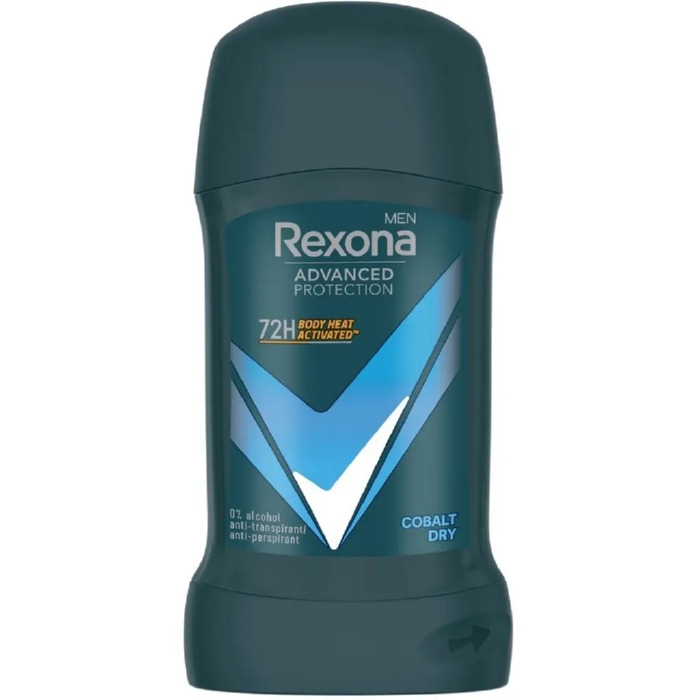 MEN
Rexona
ADVANCED
PROTECTION
72H BODY HEAT
ACTIVATED™
0% alcohol
anti-transpirant/
anti-perspirant
COBALT
DRY